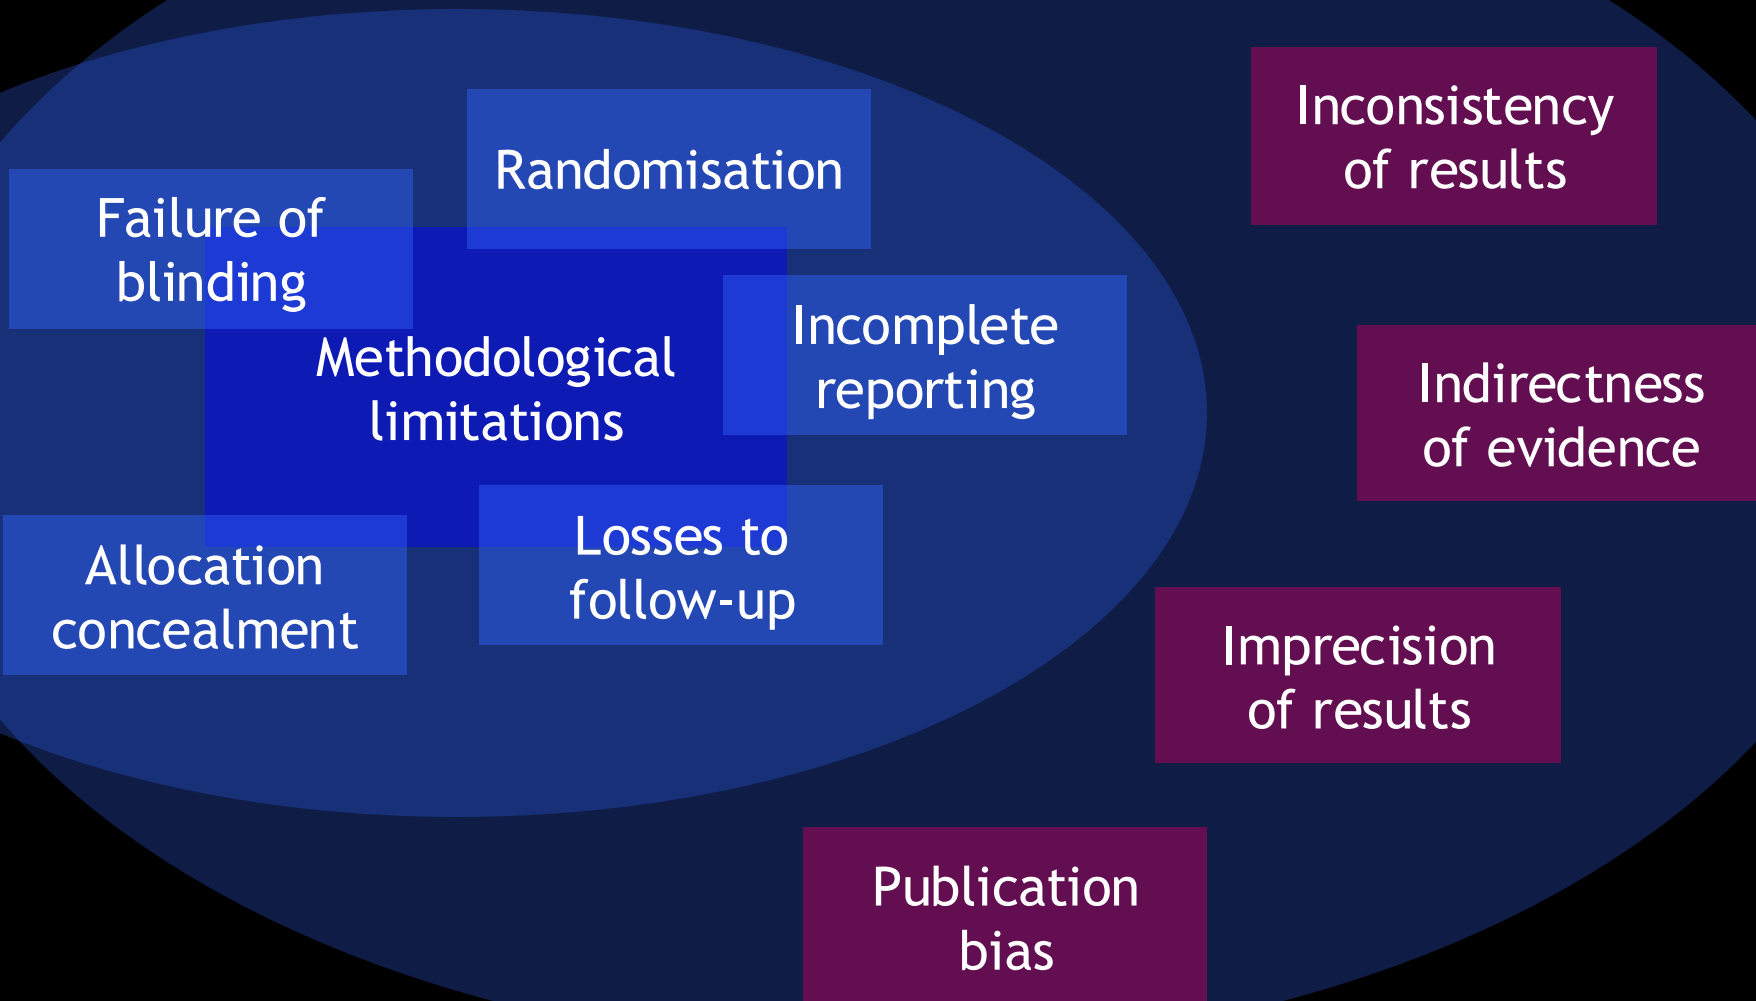 Randomisation
Failure of
blinding
Methodological
limitations
Incomplete
reporting
Allocation
concealment
Losses to
follow-up
Inconsistency
of results
Indirectness
of evidence
Imprecision
of results
Publication
bias